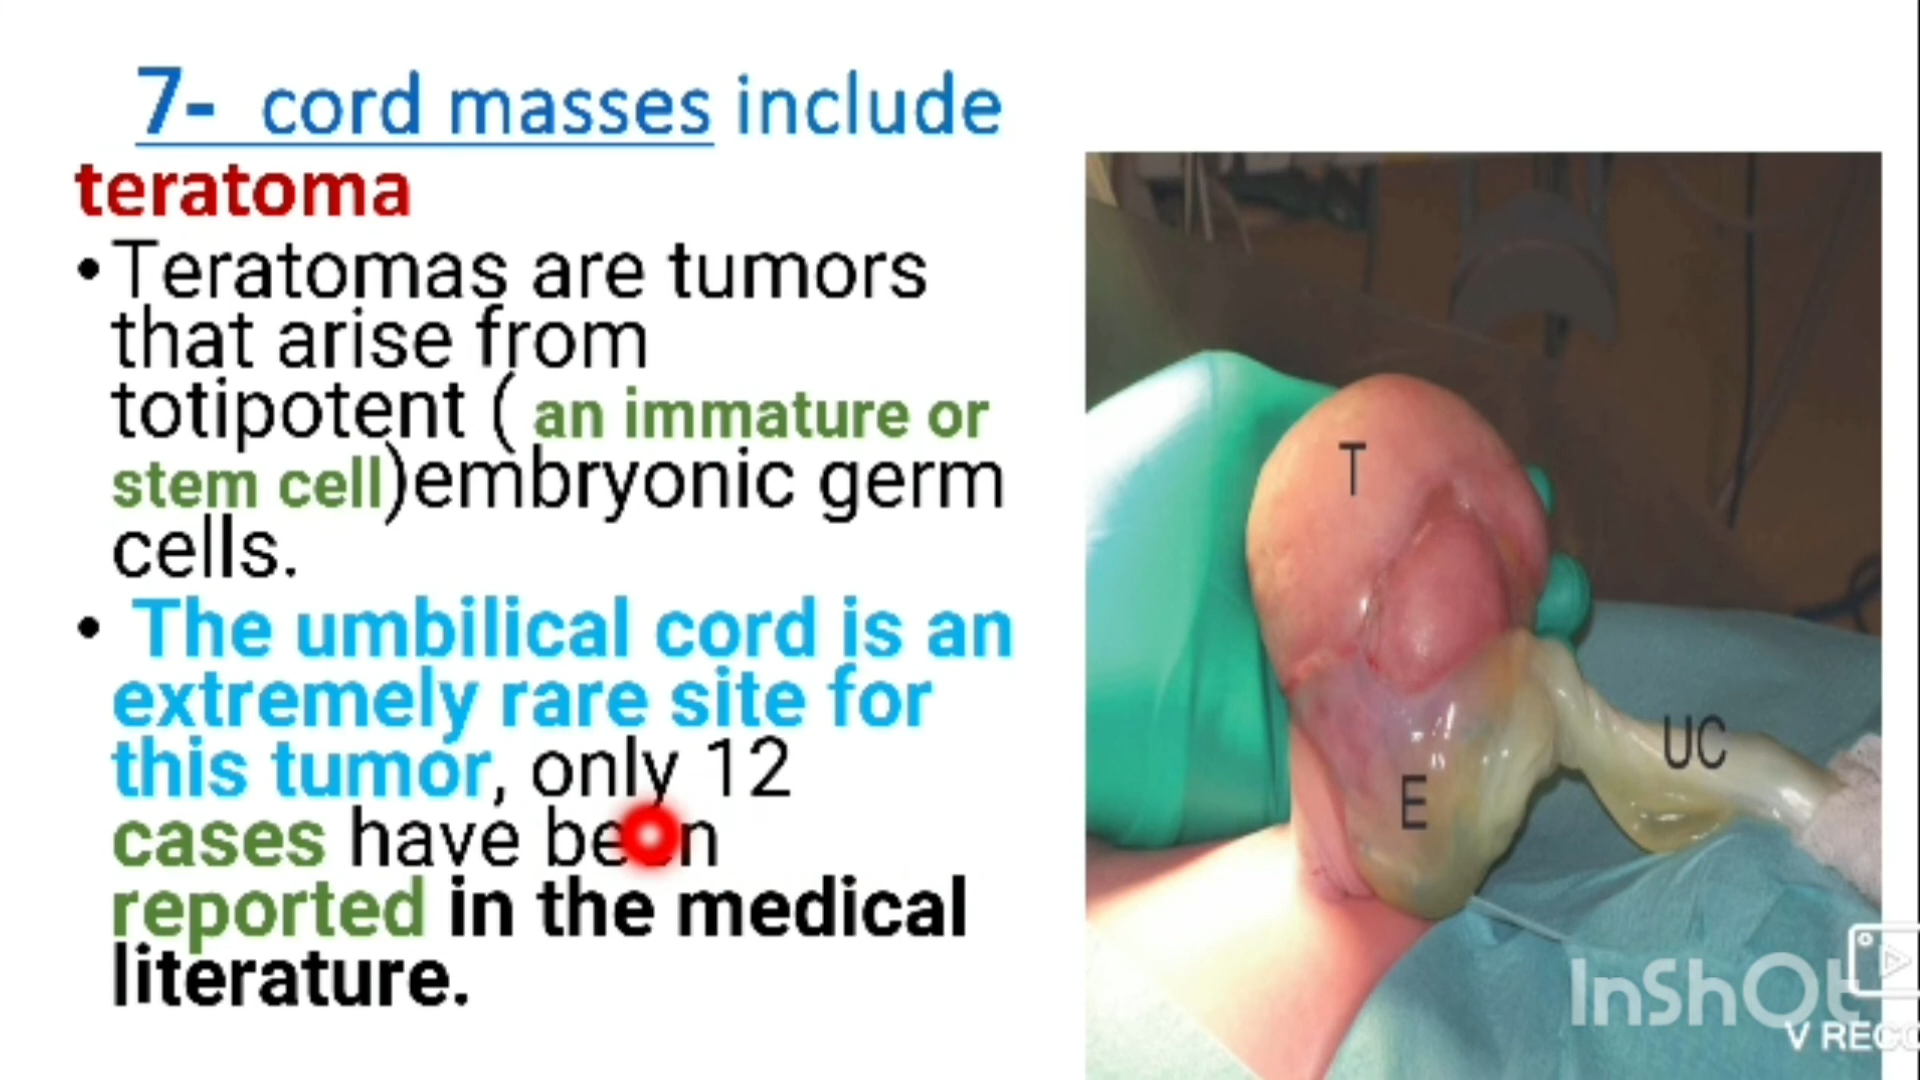 7- cord masses include
teratoma
• Teratomas are tumors
that arise from
totipotent ( an immature or
stem cell)embryonic germ
cells.
• The umbilical cord is an
extremely rare site for
this tumor, only 12
cases have been
reported in the medical
literature.
T
UC
E
InShOt
V RECO